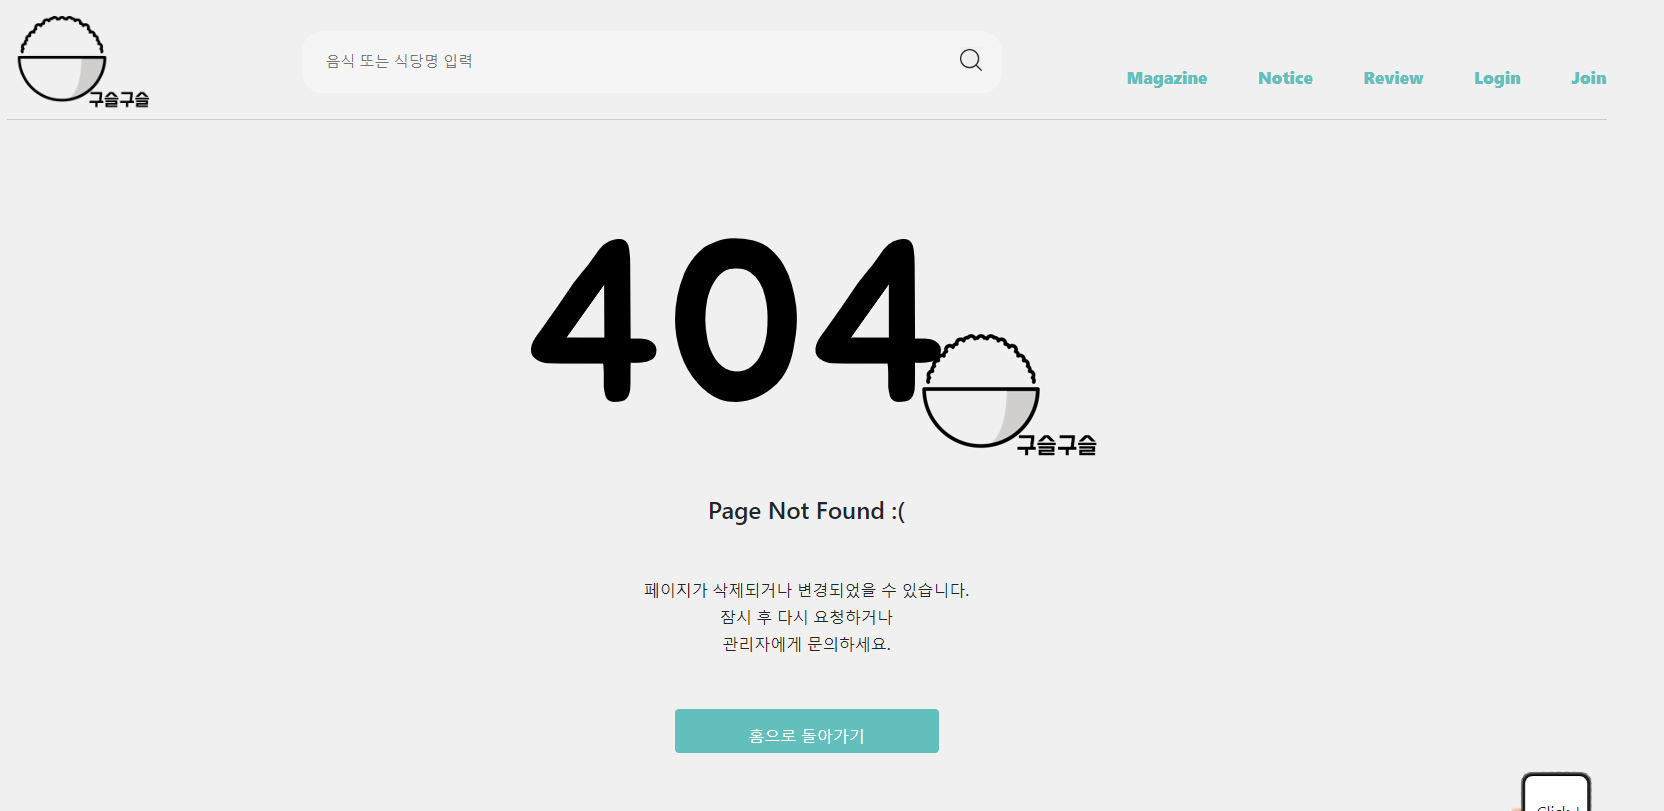 구슬구슬
음식 또는 식당명 입력
Magazine Notice Review Login Join
404
구슬구슬
Page Not Found :(
페이지가 삭제되거나 변경되었을 수 있습니다.
잠시 후 다시 요청하거나
관리자에게 문의하세요.
홈으로 돌아가기